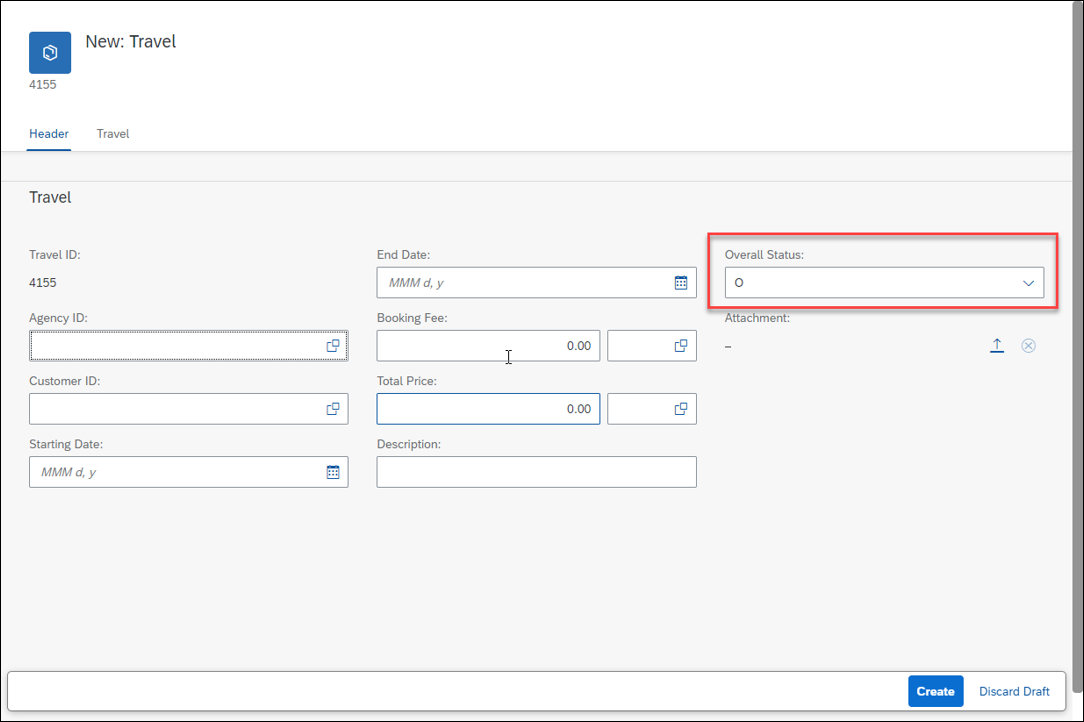 New: Travel
4155
Header Travel
Travel
Travel ID:
4155
Agency ID:
Customer ID:
Starting Date:
MMM d, y
End Date:
MMM d, y
Booking Fee:
0.00
Total Price:
0.00
Description:
Overall Status:
O
Attachment:
–
Create Discard Draft